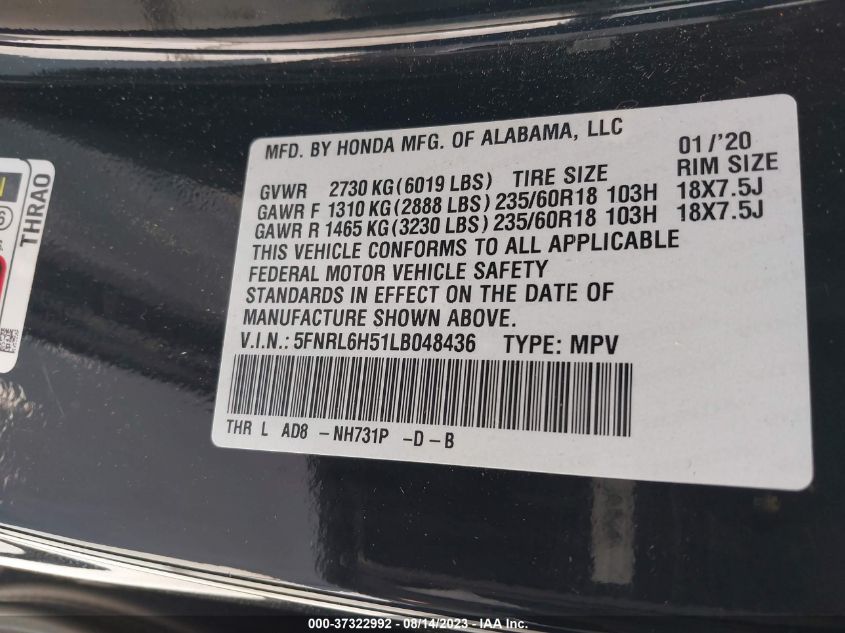 MFD. BY HONDA MFG. OF ALABAMA, LLC 01/'20
GVWR 2730 KG(6019 LBS) TIRE SIZE RIM SIZE
GAWR F 1310 KG(2888 LBS) 235/60R18 103H 18X7.5J
GAWR R 1465 KG(3230 LBS) 235/60R18 103H 18X7.5J
THIS VEHICLE CONFORMS TO ALL APPLICABLE
FEDERAL MOTOR VEHICLE SAFETY
STANDARDS IN EFFECT ON THE DATE OF
MANUFACTURE SHOWN ABOVE.
V.I.N.: 5FNRL6H51LB048436 TYPE: MPV
THR L AD8 -NH731P -D-B
THRA0
000-37322992 - 08/14/2023 - IAA Inc.